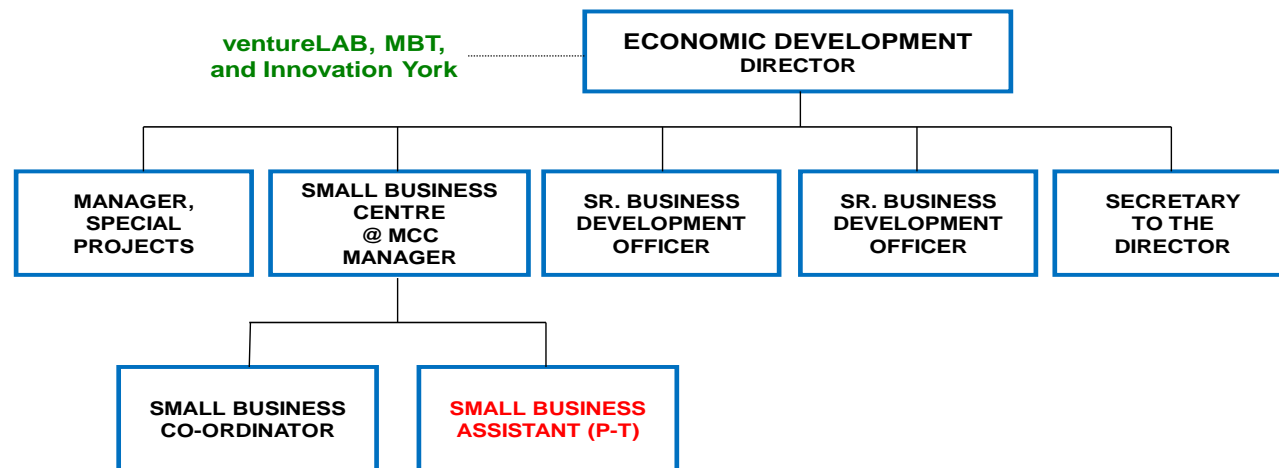 ventureLAB, MBT,
and Innovation York
ECONOMIC DEVELOPMENT
DIRECTOR
MANAGER,
SPECIAL
PROJECTS
SMALL BUSINESS
CENTRE
@ MCC
MANAGER
SR. BUSINESS
DEVELOPMENT
OFFICER
SR. BUSINESS
DEVELOPMENT
OFFICER
SECRETARY
TO THE
DIRECTOR
SMALL BUSINESS
CO-ORDINATOR
SMALL BUSINESS
ASSISTANT (P-T)